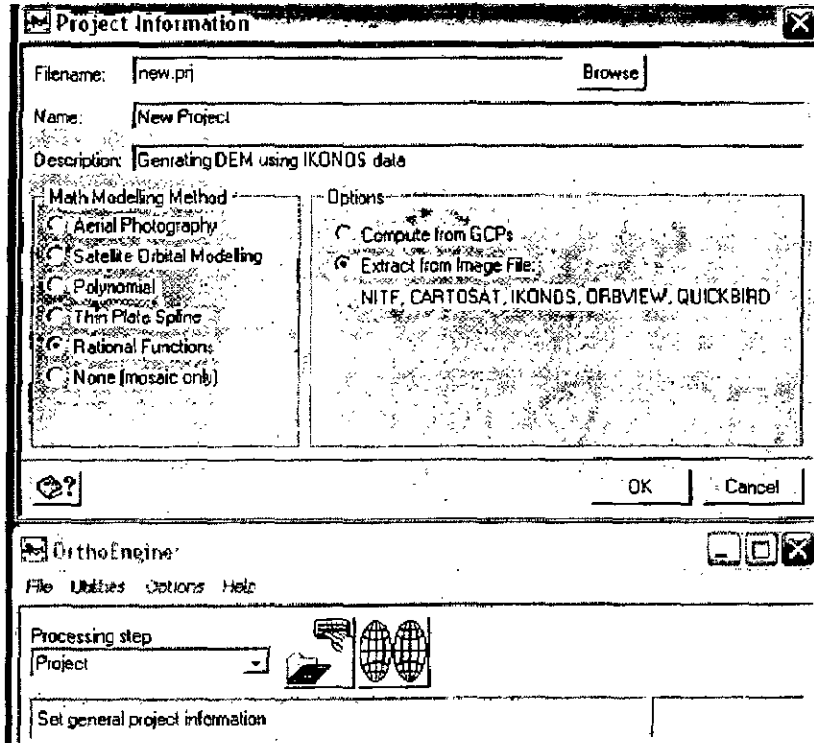 Project Information
Filename: new.prj Browse
Name: New Project
Description: Genrating DEM using IKONOS data
Math Modelling Method
Aerial Photography
Satellite Orbital Modelling
Polynomial
Thin Plate Spline
Rational Functions
None (mosaic only)
Options
Compute from GCPs
Extract from Image File:
NITF, CARTOSAT, IKONOS, ORBVIEW, QUICKBIRD
? OK Cancel
OrthoEngine
File Utilities Options Help
Processing step
Project
Set general project information